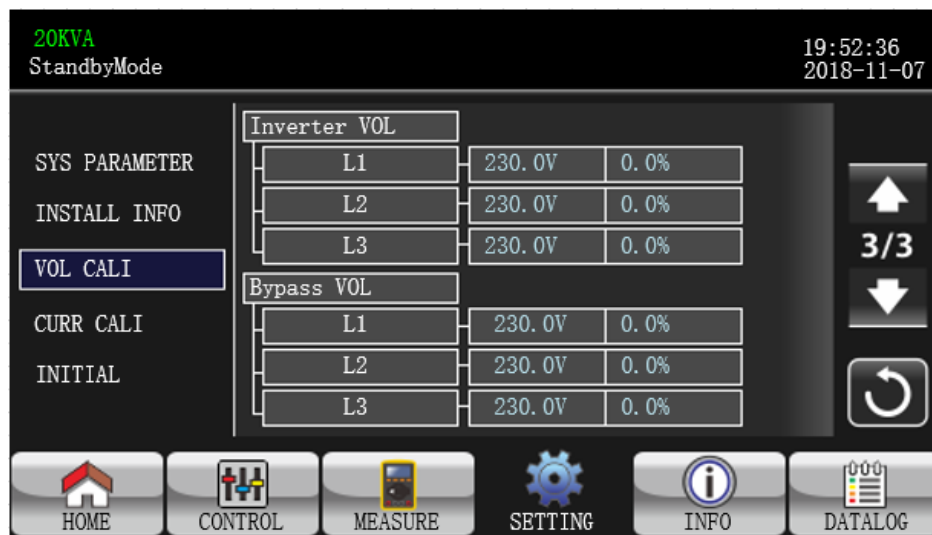 20KVA
StandbyMode
19:52:36
2018-11-07
SYS PARAMETER
INSTALL INFO
VOL CALI
CURR CALI
INITIAL
Inverter VOL
L1 230.0V 0.0%
L2 230.0V 0.0%
L3 230.0V 0.0%
Bypass VOL
L1 230.0V 0.0%
L2 230.0V 0.0%
L3 230.0V 0.0%
3/3
HOME CONTROL MEASURE SETTING INFO DATALOG